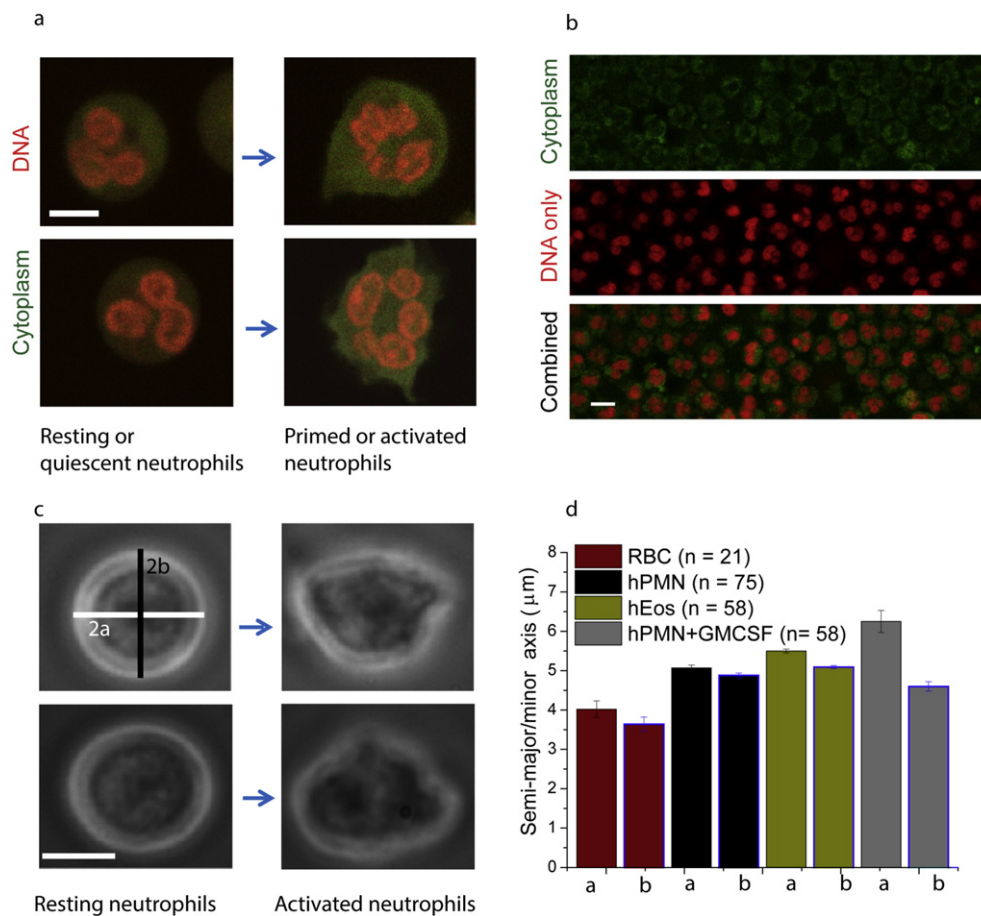 a
DNA
Cytoplasm
Resting or
quiescent neutrophils
Primed or activated
neutrophils
b
Cytoplasm
DNA only
Combined
c
2b
2a
Resting neutrophils
Activated neutrophils
d
Semi-major/minor axis (μm)
8
7
6
5
4
3
2
1
0
RBC (n = 21)
hPMN (n = 75)
hEos (n = 58)
hPMN+GMCSF (n= 58)
a b a b a b a b